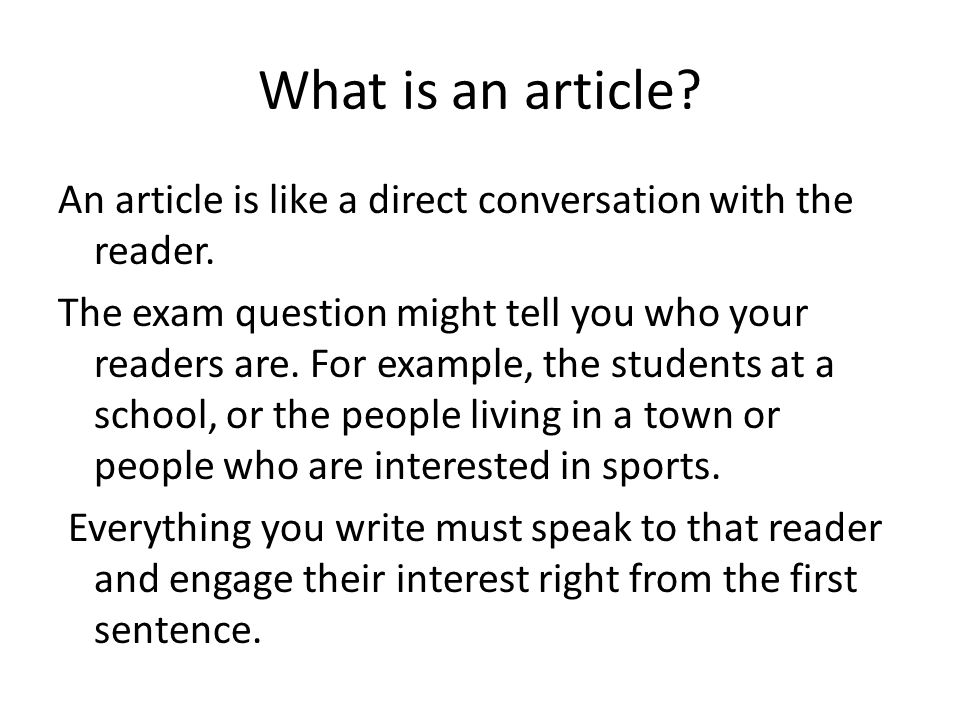 What is an article?
An article is like a direct conversation with the
reader.
The exam question might tell you who your
readers are. For example, the students at a
school, or the people living in a town or
people who are interested in sports.
Everything you write must speak to that reader
and engage their interest right from the first
sentence.